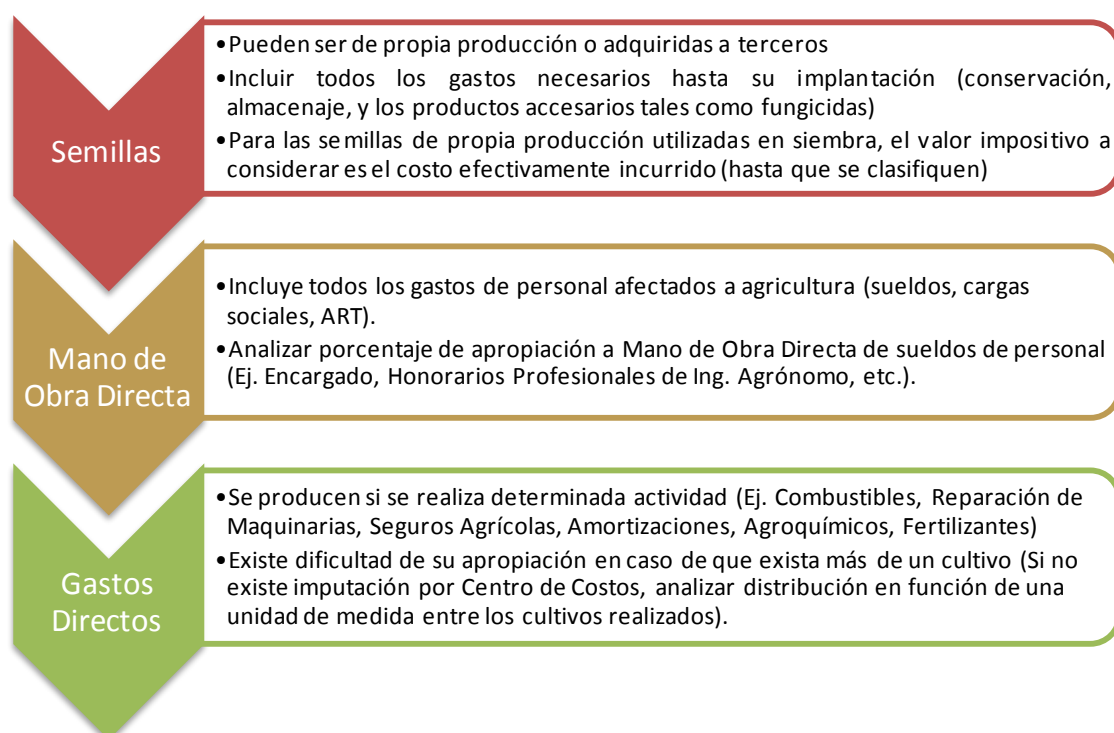 •Pueden ser de propia producción o adquiridas a terceros
•Incluir todos los gastos necesarios hasta su implantación (conservación,
almacenaje, y los productos accesarios tales como fungicidas)
•Para las semillas de propia producción utilizadas en siembra, el valor impositivo a
considerar es el costo efectivamente incurrido (hasta que se clasifiquen)
Semillas
•Incluye todos los gastos de personal afectados a agricultura (sueldos, cargas
sociales, ART).
•Analizar porcentaje de apropiación a Mano de Obra Directa de sueldos de personal
(Ej. Encargado, Honorarios Profesionales de Ing. Agrónomo, etc.).
Mano de
Obra Directa
•Se producen si se realiza determinada actividad (Ej. Combustibles, Reparación de
Maquinarias, Seguros Agrícolas, Amortizaciones, Agroquímicos, Fertilizantes)
•Existe dificultad de su apropiación en caso de que exista más de un cultivo (Si no
existe imputación por Centro de Costos, analizar distribución en función de una
unidad de medida entre los cultivos realizados).
Gastos
Directos